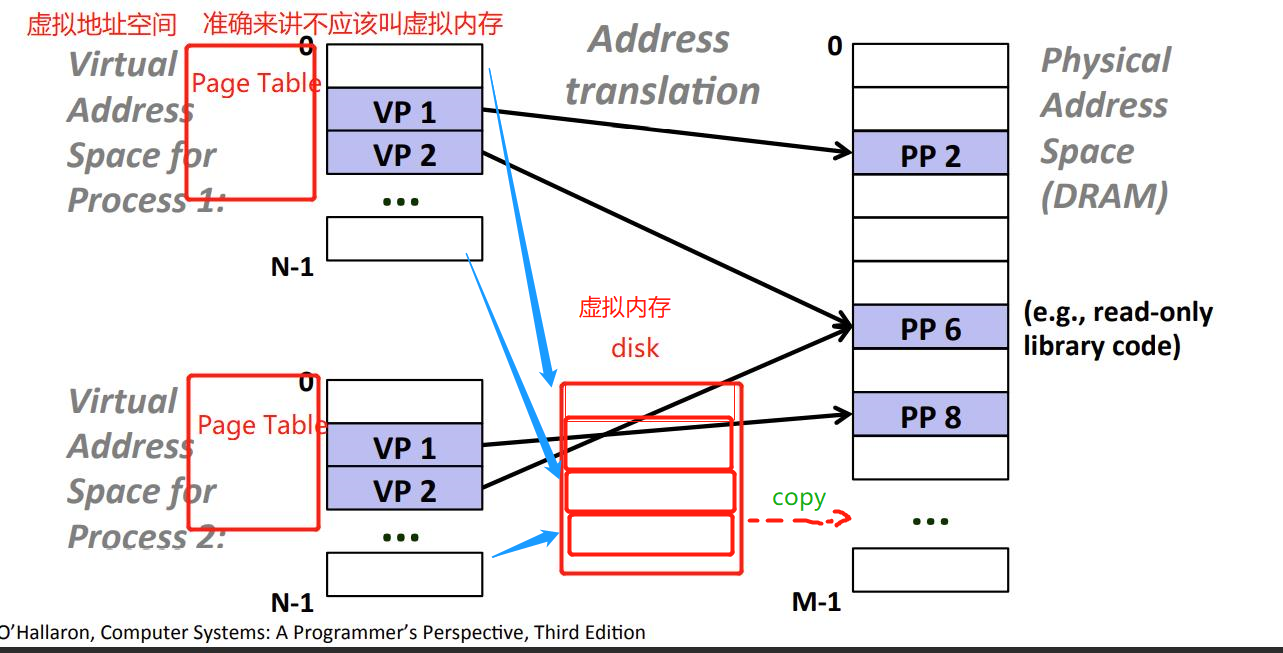 虚拟地址空间 准确来讲不应该叫虚拟内存
Virtual
Address
Space for
Process 1:
Page Table
0
VP 1
VP 2
...
N-1
Address
translation
0
PP 2
PP 6
PP 8
...
M-1
Physical
Address
Space
(DRAM)
(e.g., read-only
library code)
虚拟内存
disk
copy
Virtual
Address
Space for
Process 2:
Page Table
0
VP 1
VP 2
...
N-1
O'Hallaron, Computer Systems: A Programmer's Perspective, Third Edition